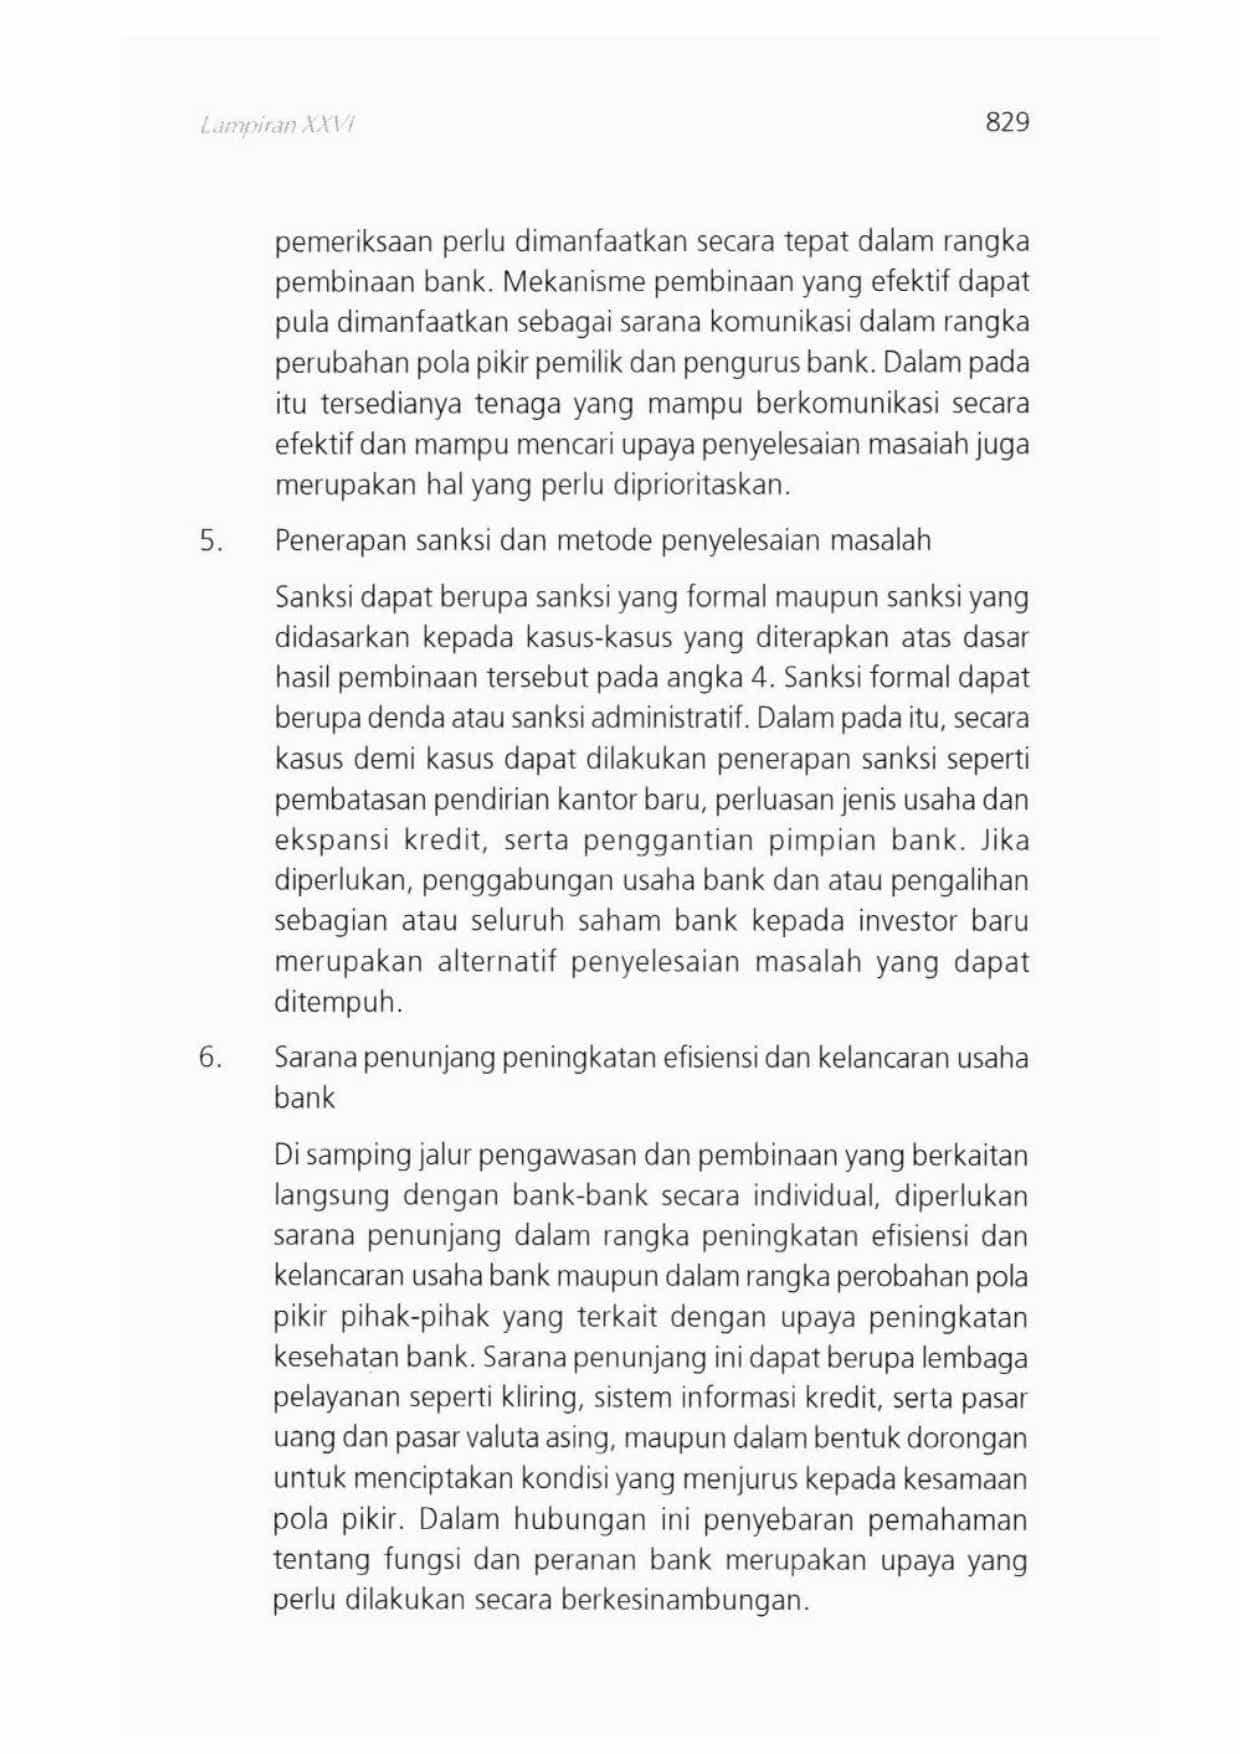 Lampiran XXVI
829
pemeriksaan perlu dimanfaatkan secara tepat dalam rangka
pembinaan bank. Mekanisme pembinaan yang efektif dapat
pula dimanfaatkan sebagai sarana komunikasi dalam rangka
perubahan pola pikir pemilik dan pengurus bank. Dalam pada
itu tersedianya tenaga yang mampu berkomunikasi secara
efektif dan mampu mencari upaya penyelesaian masaiah juga
merupakan hal yang perlu diprioritaskan.
5. Penerapan sanksi dan metode penyelesaian masalah
Sanksi dapat berupa sanksi yang formal maupun sanksi yang
didasarkan kepada kasus-kasus yang diterapkan atas dasar
hasil pembinaan tersebut pada angka 4. Sanksi formal dapat
berupa denda atau sanksi administratif. Dalam pada itu, secara
kasus demi kasus dapat dilakukan penerapan sanksi seperti
pembatasan pendirian kantor baru, perluasan jenis usaha dan
ekspansi kredit, serta penggantian pimpian bank. Jika
diperlukan, penggabungan usaha bank dan atau pengalihan
sebagian atau seluruh saham bank kepada investor baru
merupakan alternatif penyelesaian masalah yang dapat
ditempuh.
6. Sarana penunjang peningkatan efisiensi dan kelancaran usaha
bank
Di samping jalur pengawasan dan pembinaan yang berkaitan
langsung dengan bank-bank secara individual, diperlukan
sarana penunjang dalam rangka peningkatan efisiensi dan
kelancaran usaha bank maupun dalam rangka perobahan pola
pikir pihak-pihak yang terkait dengan upaya peningkatan
kesehatan bank. Sarana penunjang ini dapat berupa lembaga
pelayanan seperti kliring, sistem informasi kredit, serta pasar
uang dan pasar valuta asing, maupun dalam bentuk dorongan
untuk menciptakan kondisi yang menjurus kepada kesamaan
pola pikir. Dalam hubungan ini penyebaran pemahaman
tentang fungsi dan peranan bank merupakan upaya yang
perlu dilakukan secara berkesinambungan.